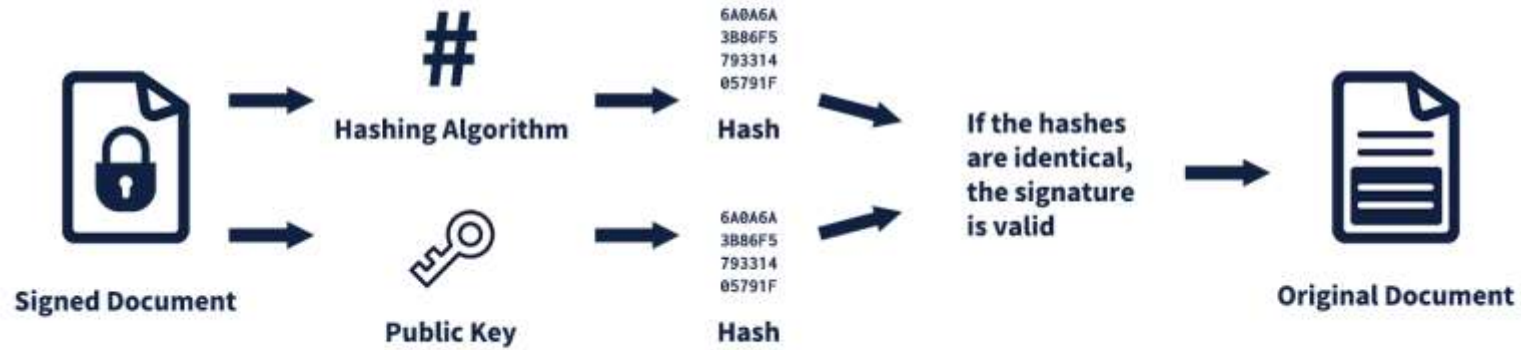 Signed Document
#
Hashing Algorithm
6A0A6A
3B86F5
793314
05791F
Hash
Public Key
6A0A6A
3B86F5
793314
05791F
Hash
If the hashes
are identical,
the signature
is valid
Original Document